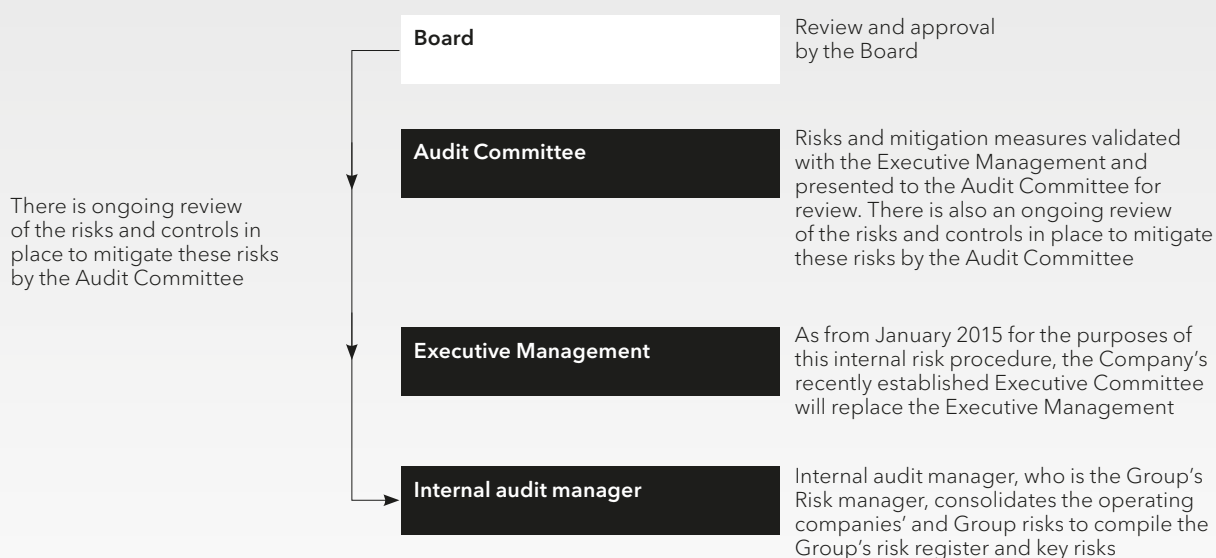 Board
Review and approval
by the Board
Audit Committee
Risks and mitigation measures validated
with the Executive Management and
presented to the Audit Committee for
review. There is also an ongoing review
of the risks and controls in place to mitigate
these risks by the Audit Committee
There is ongoing review
of the risks and controls in
place to mitigate these risks
by the Audit Committee
Executive Management
As from January 2015 for the purposes of
this internal risk procedure, the Company’s
recently established Executive Committee
will replace the Executive Management
Internal audit manager
Internal audit manager, who is the Group’s
Risk manager, consolidates the operating
companies’ and Group risks to compile the
Group’s risk register and key risks